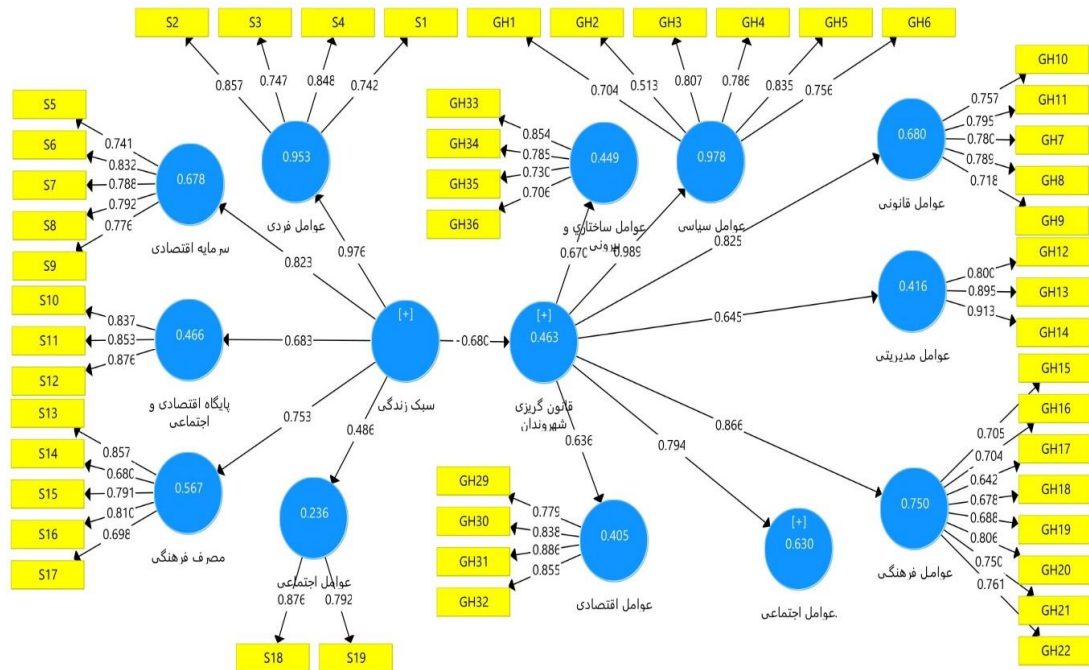 S2
S3
S4
S1
GH1
GH2
GH3
GH4
GH5
GH6
0.857
0.747
0.848
0.742
0.704
0.513
0.807
0.786
0.835
0.756
S5
S6
S7
S8
S9
0.741
0.832
0.788
0.792
0.776
0.678
سرمایه اقتصادی
0.953
عوامل فردی
GH33
GH34
GH35
GH36
0.854
0.785
0.730
0.706
0.449
عوامل ساختاری و
بیرونی
0.978
عوامل سیاسی
0.680
عوامل قانونی
0.757
0.795
0.780
0.789
0.718
GH10
GH11
GH7
GH8
GH9
0.823
0.976
0.670
0.989
0.825
S10
S11
S12
0.837
0.853
0.876
0.466
پایگاه اقتصادی و
اجتماعی
0.683
[+]
سبک زندگی
-0.680
[+]
0.463
قانون گریزی
شهروندان
0.645
0.416
عوامل مدیریتی
0.800
0.895
0.913
GH12
GH13
GH14
0.753
0.486
0.636
0.794
0.866
S13
S14
S15
S16
S17
0.857
0.680
0.791
0.810
0.698
0.567
مصرف فرهنگی
0.236
عوامل اجتماعی
0.876
0.792
S18
S19
GH29
GH30
GH31
GH32
0.779
0.838
0.886
0.855
0.405
عوامل اقتصادی
[+]
0.630
عوامل اجتماعی.
0.750
عوامل فرهنگی
0.705
0.704
0.642
0.678
0.688
0.806
0.750
0.761
GH15
GH16
GH17
GH18
GH19
GH20
GH21
GH22